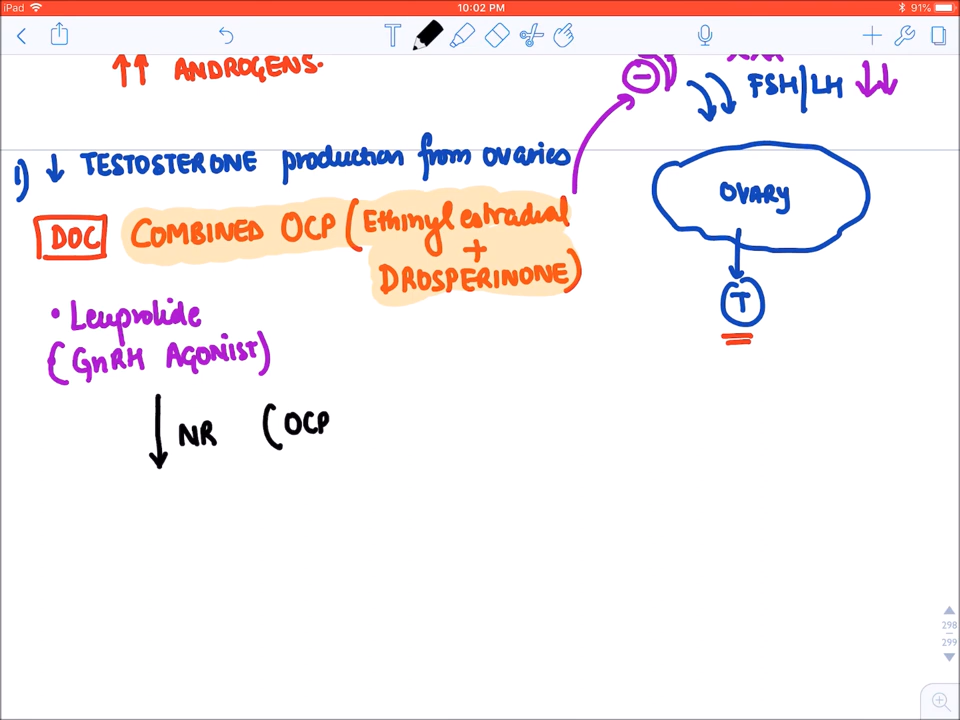 iPad 10:02 PM 91%
T
↑↑ ANDROGENS.
FSH/LH ↓↓
1) ↓ TESTOSTERONE production from ovaries
OVARY
DOC COMBINED OCP (Ethinyl estradial
+
DROSPERINONE)
T
• Leuprolide
(GnRH AGONIST)
↓ NR (OCP
298
299